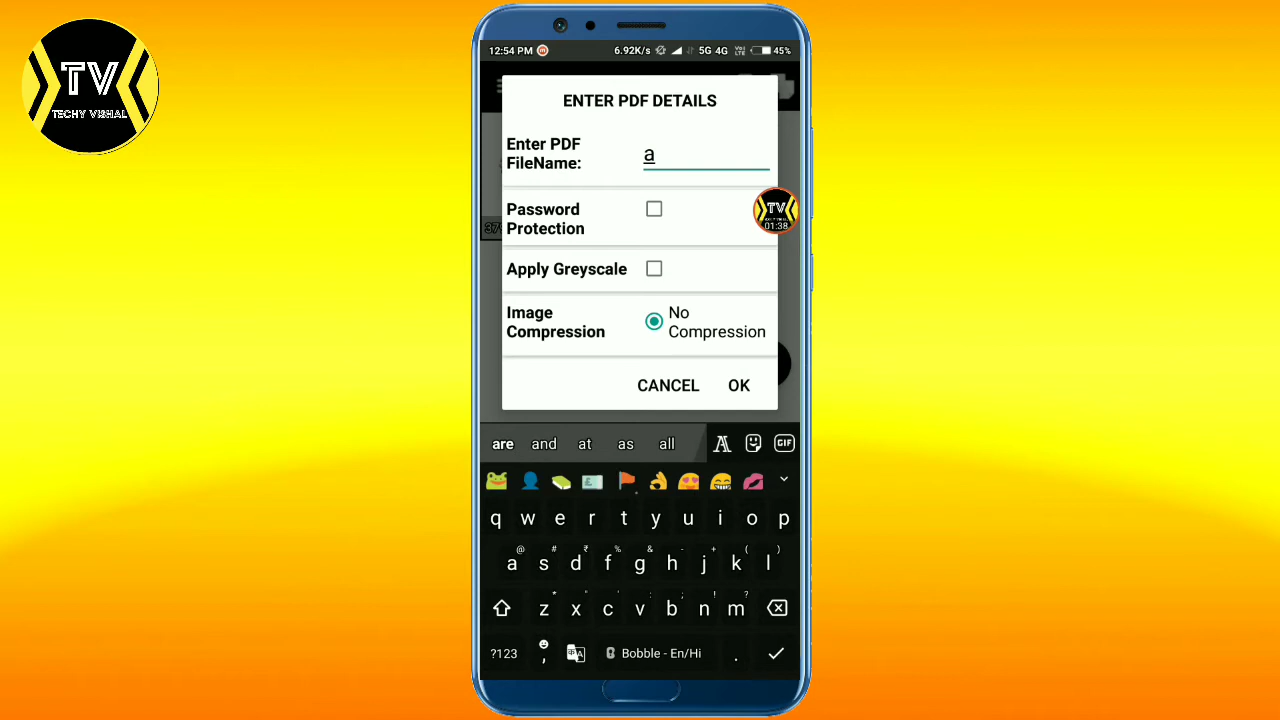 TV
TECHY VISHAL
12:54 PM
6.92K/s 5G 4G VoLTE 45%
ENTER PDF DETAILS
Enter PDF
FileName:
a
Password
Protection
TV
01:38
Apply Greyscale
Image
Compression
No
Compression
CANCEL OK
are and at as all GIF
q w e r t y u i o p
@ # ₹ % & - + ( )
a s d f g h j k l
* " ' : ; ! ?
z x c v b n m
?123 , Bobble - En/Hi .